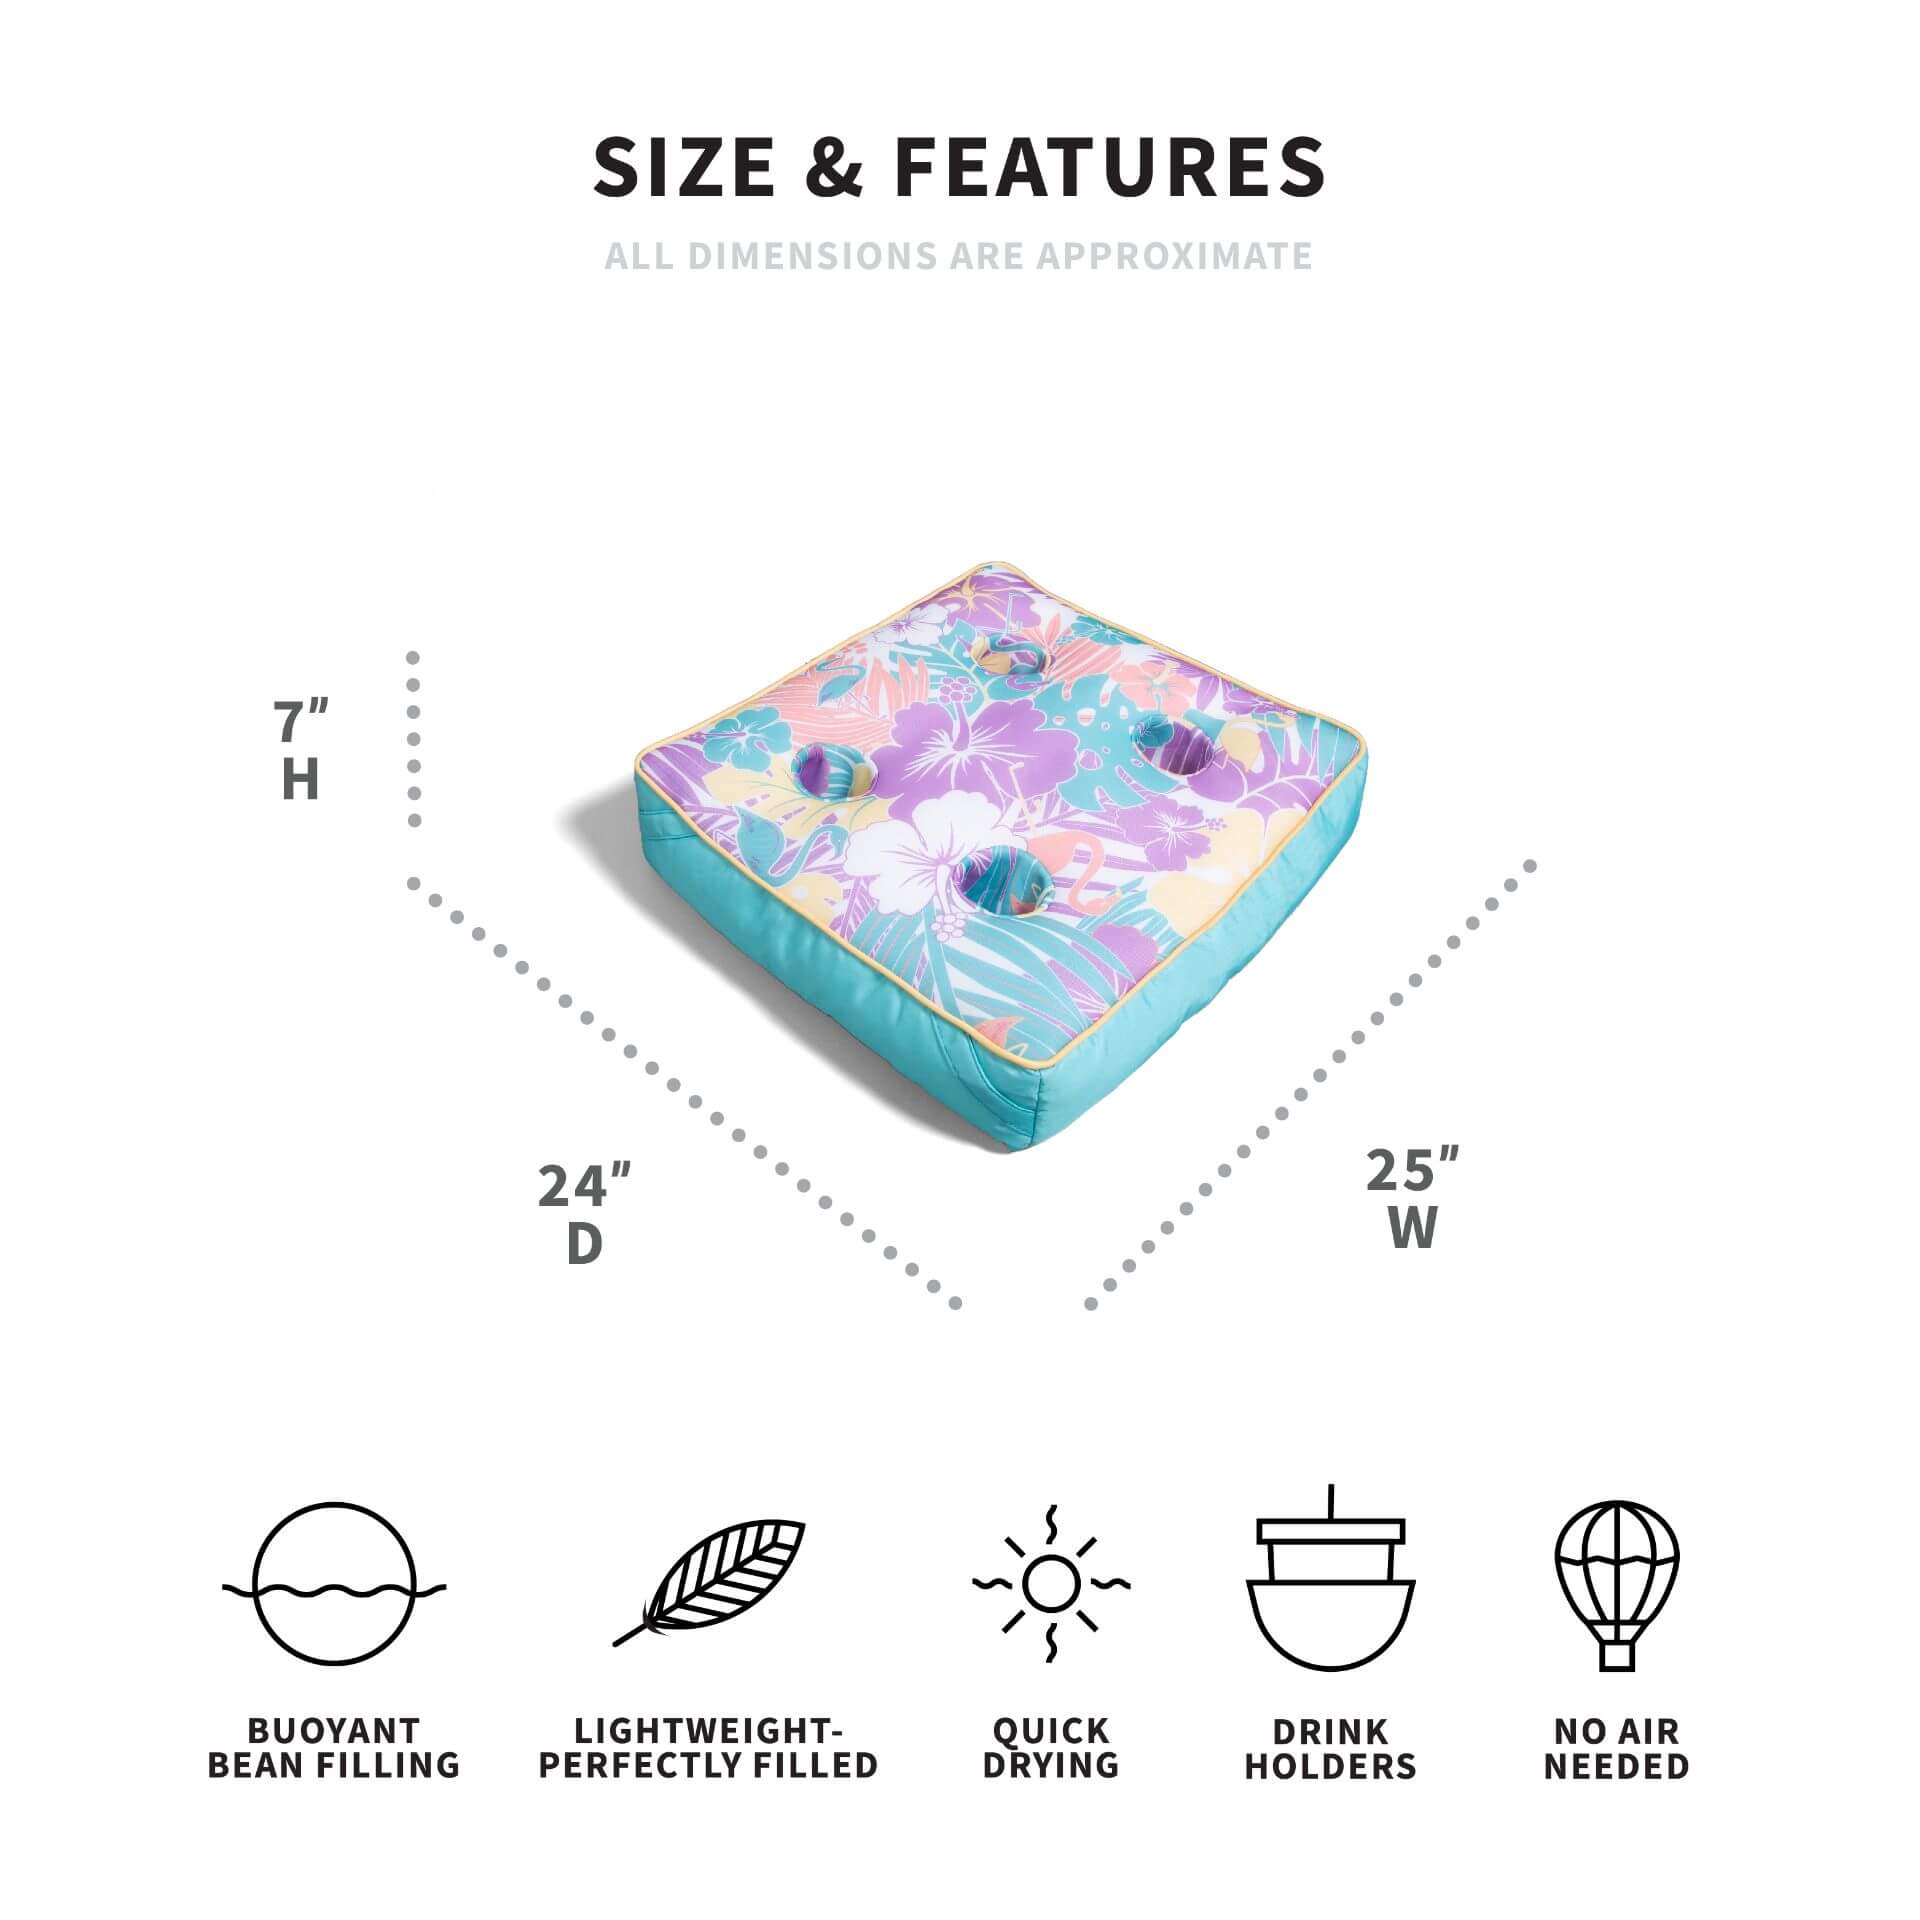 SIZE & FEATURES
ALL DIMENSIONS ARE APPROXIMATE
7"
H
24"
D
25"
W
BUOYANT
BEAN FILLING
LIGHTWEIGHT-
PERFECTLY FILLED
QUICK
DRYING
DRINK
HOLDERS
NO AIR
NEEDED